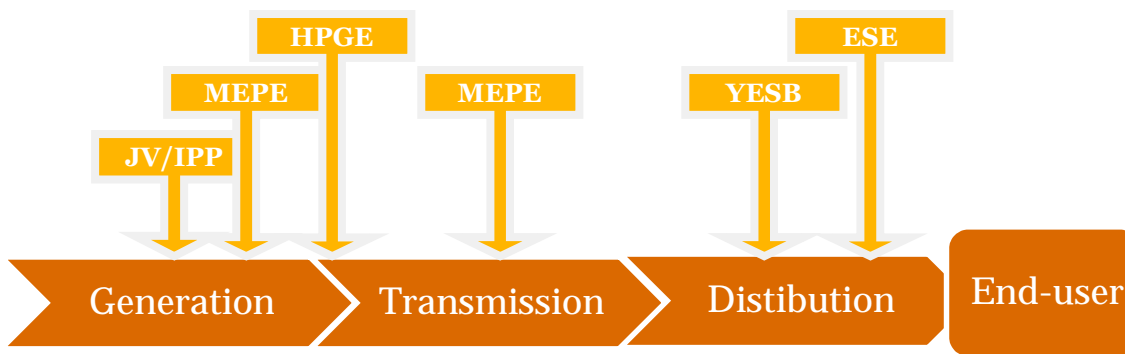 HPGE
ESE
MEPE
MEPE
YESB
JV/IPP
Generation
Transmission
Distibution
End-user